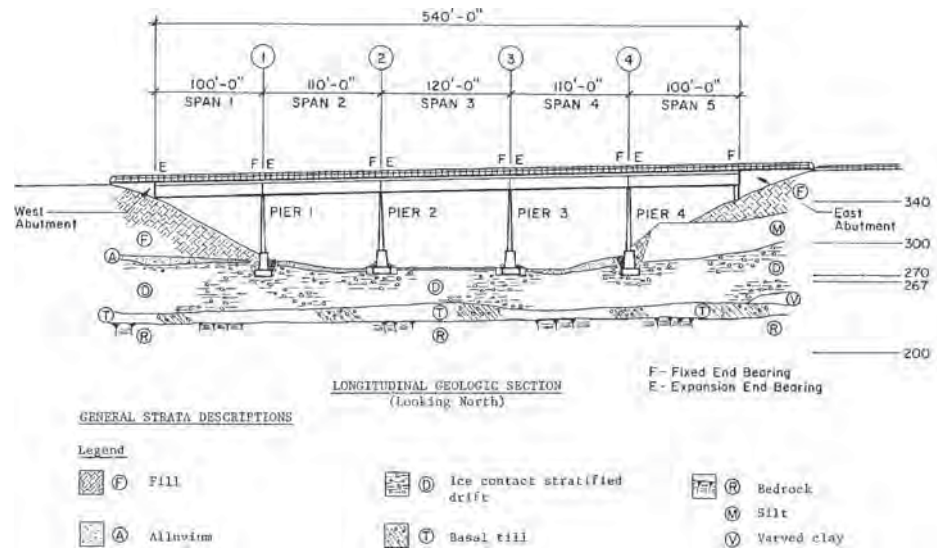 540'-0"
1 2 3 4
100'-0" 110'-0" 120'-0" 110'-0" 100'-0"
SPAN 1 SPAN 2 SPAN 3 SPAN 4 SPAN 5
E F E F E F E F E F
West
Abutment
PIER 1 PIER 2 PIER 3 PIER 4
F
East
Abutment
340
F
M
300
A
D
270
D
D
267
V
T
T
T
R
R
R
200
LONGITUDINAL GEOLOGIC SECTION
(Looking North)
F - Fixed End Bearing
E - Expansion End Bearing
GENERAL STRATA DESCRIPTIONS
Legend
F Fill
D Ice contact stratified
drift
R Bedrock
M Silt
A Alluvium
T Basal till
V Varved clay